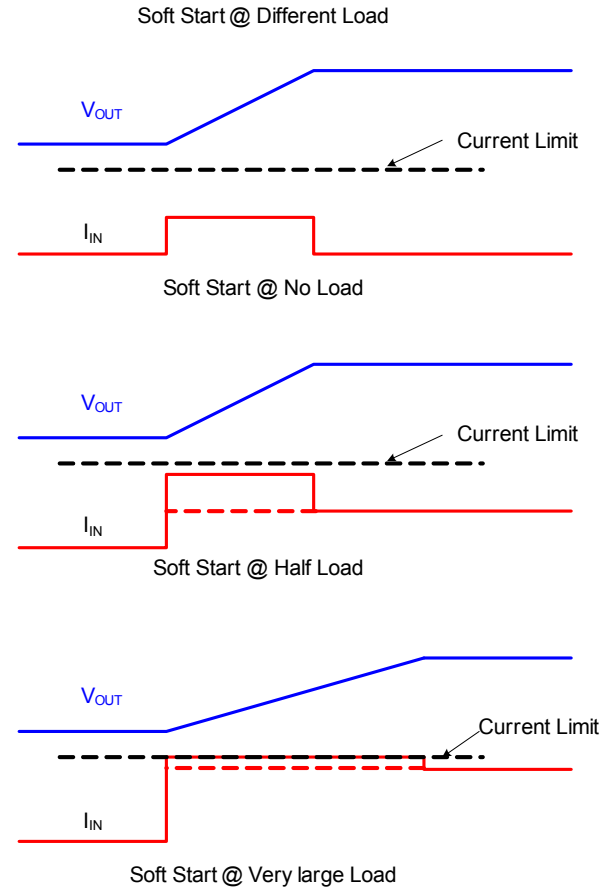 Soft Start @ Different Load
VOUT
Current Limit
IIN
Soft Start @ No Load
VOUT
Current Limit
IIN
Soft Start @ Half Load
VOUT
Current Limit
IIN
Soft Start @ Very large Load